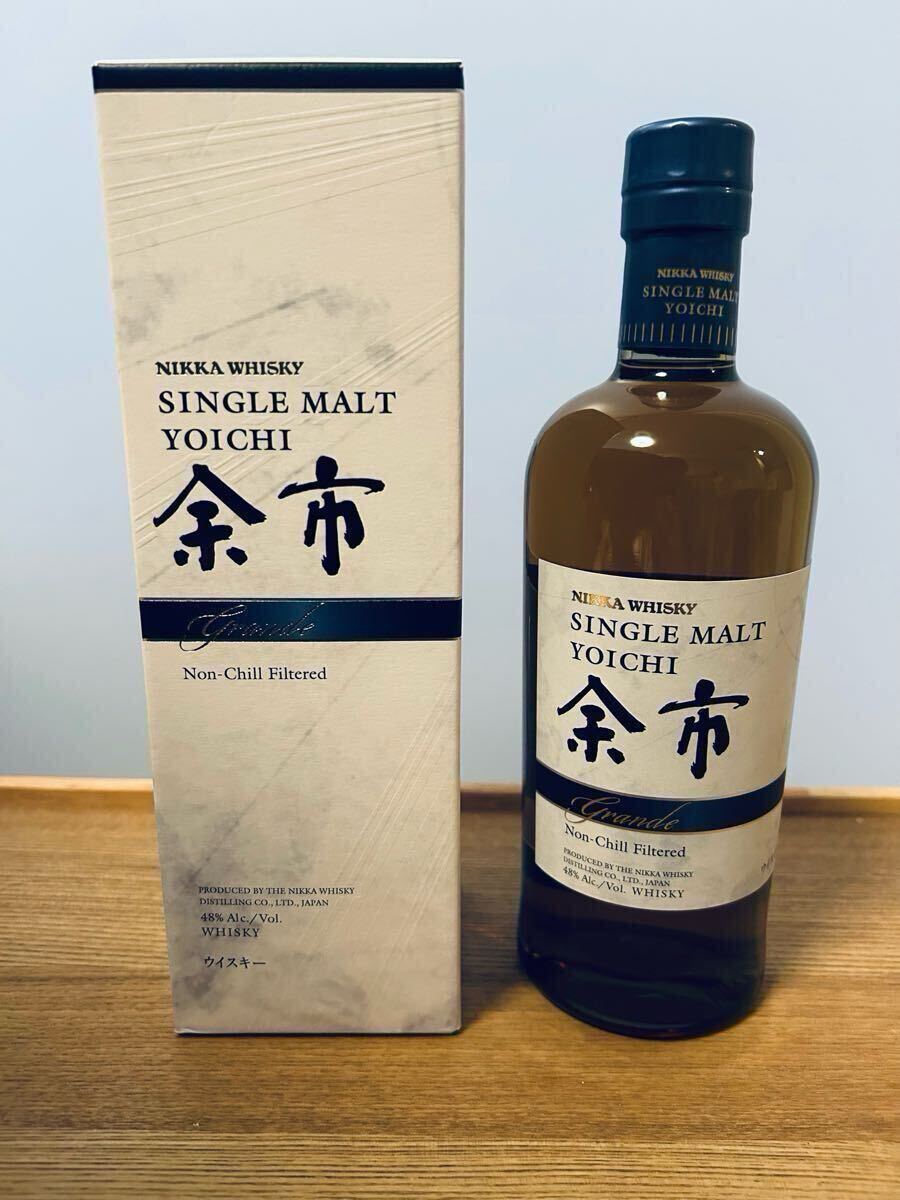 NIKKA WHISKY
SINGLE MALT
YOICHI
余市
Grande
Non-Chill Filtered
PRODUCED BY THE NIKKA WHISKY
DISTILLING CO., LTD., JAPAN
48% Alc./Vol.
WHISKY
ウイスキー
NIKKA WHISKY
SINGLE MALT
YOICHI
NIKKA WHISKY
SINGLE MALT
YOICHI
余市
Grande
Non-Chill Filtered
PRODUCED BY THE NIKKA WHISKY
DISTILLING CO., LTD., JAPAN
48% Alc./Vol. WHISKY